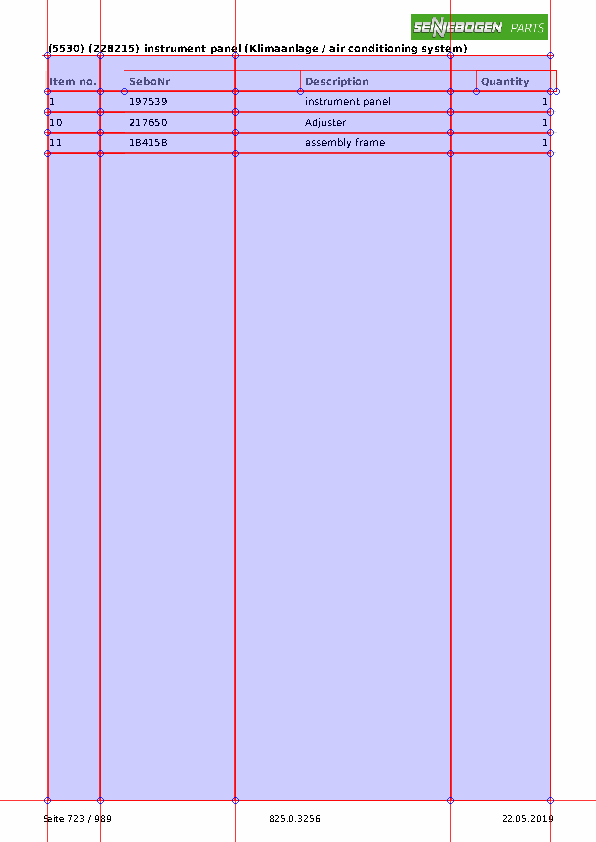 SENNEBOGEN PARTS
(5530) (228215) instrument panel (Klimaanlage / air conditioning system)
Item no. SeboNr Description Quantity
1 197539 instrument panel 1
10 217650 Adjuster 1
11 184158 assembly frame 1
Seite 723 / 989 825.0.3256 22.05.2019